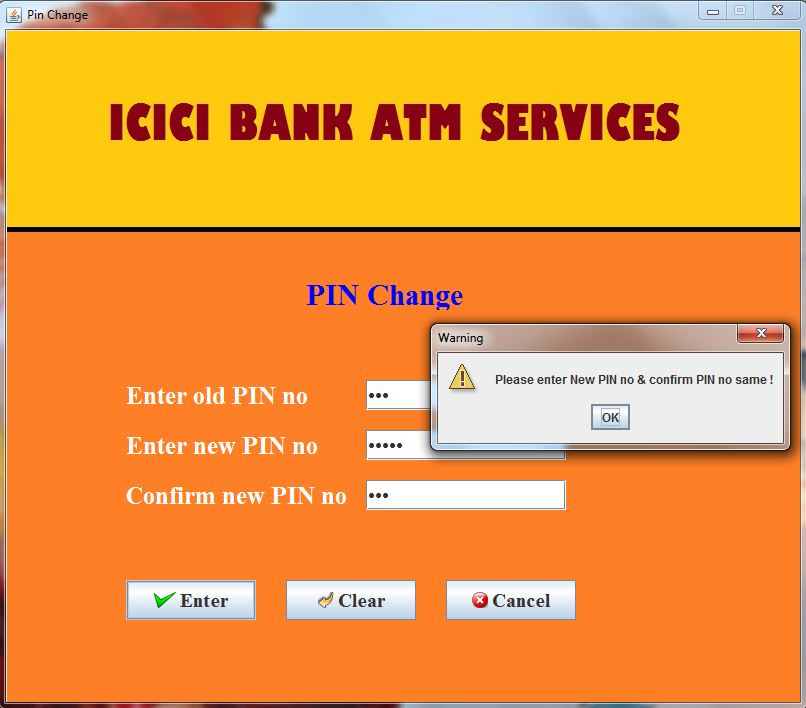 Pin Change
ICICI BANK ATM SERVICES
PIN Change
Warning
Please enter New PIN no & confirm PIN no same !
OK
Enter old PIN no •••
Enter new PIN no •••••
Confirm new PIN no •••
Enter Clear Cancel